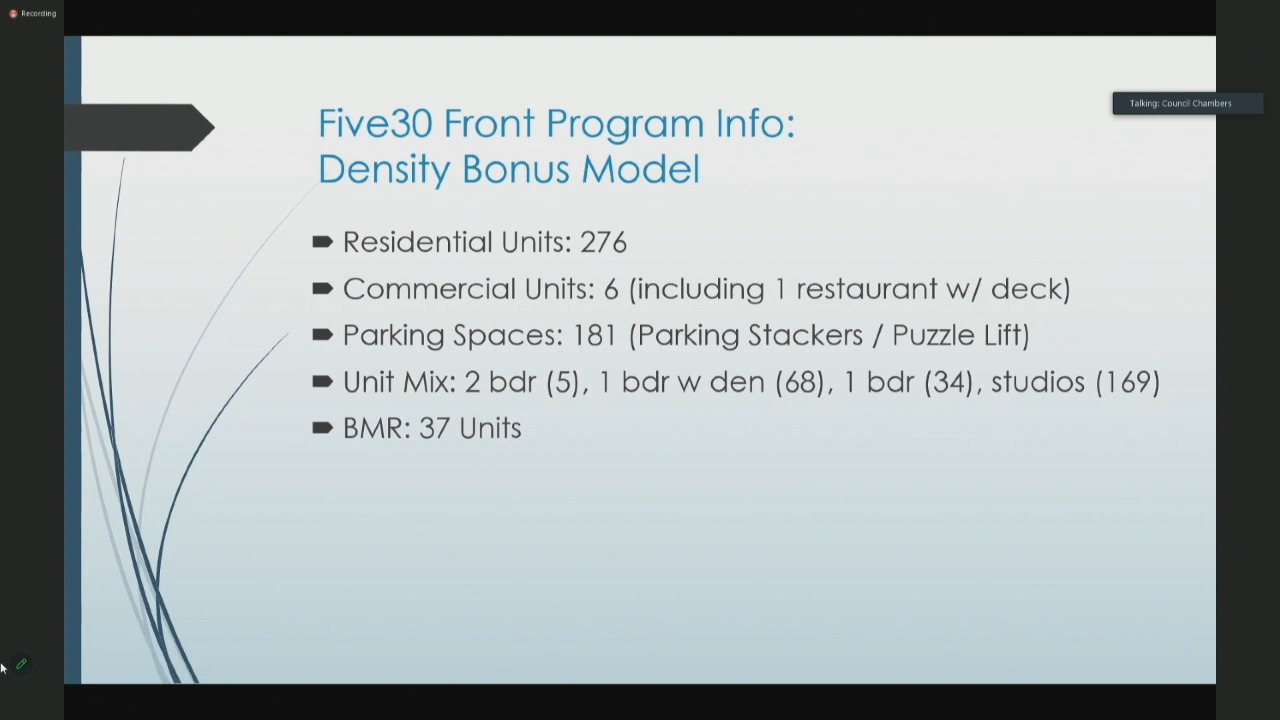 Recording
Talking: Council Chambers
Five30 Front Program Info:
Density Bonus Model
Residential Units: 276
Commercial Units: 6 (including 1 restaurant w/ deck)
Parking Spaces: 181 (Parking Stackers / Puzzle Lift)
Unit Mix: 2 bdr (5), 1 bdr w den (68), 1 bdr (34), studios (169)
BMR: 37 Units